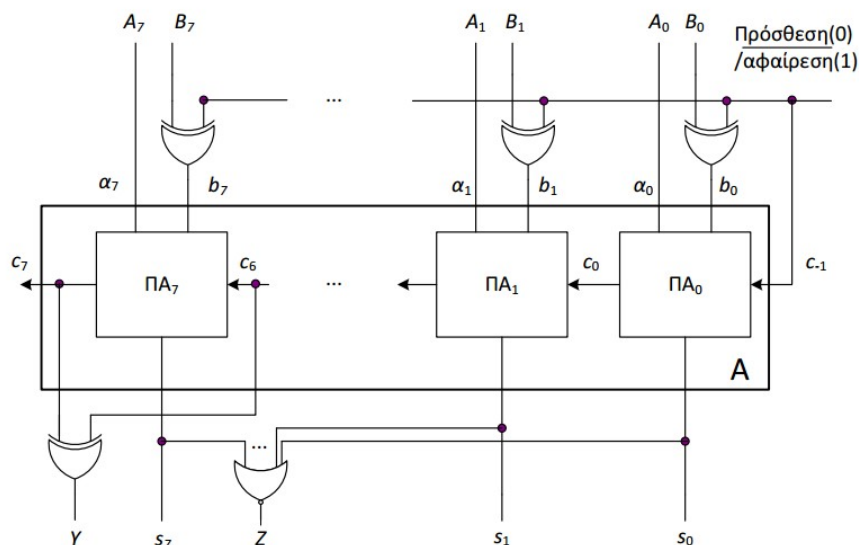 A7 B7 A1 B1 A0 B0
Πρόσθεση(0)
/αφαίρεση(1)
...
α7 b7 α1 b1 α0 b0
c7 ΠΑ7 c6 ... ΠΑ1 c0 ΠΑ0 c-1
A
...
Y s7 Z s1 s0